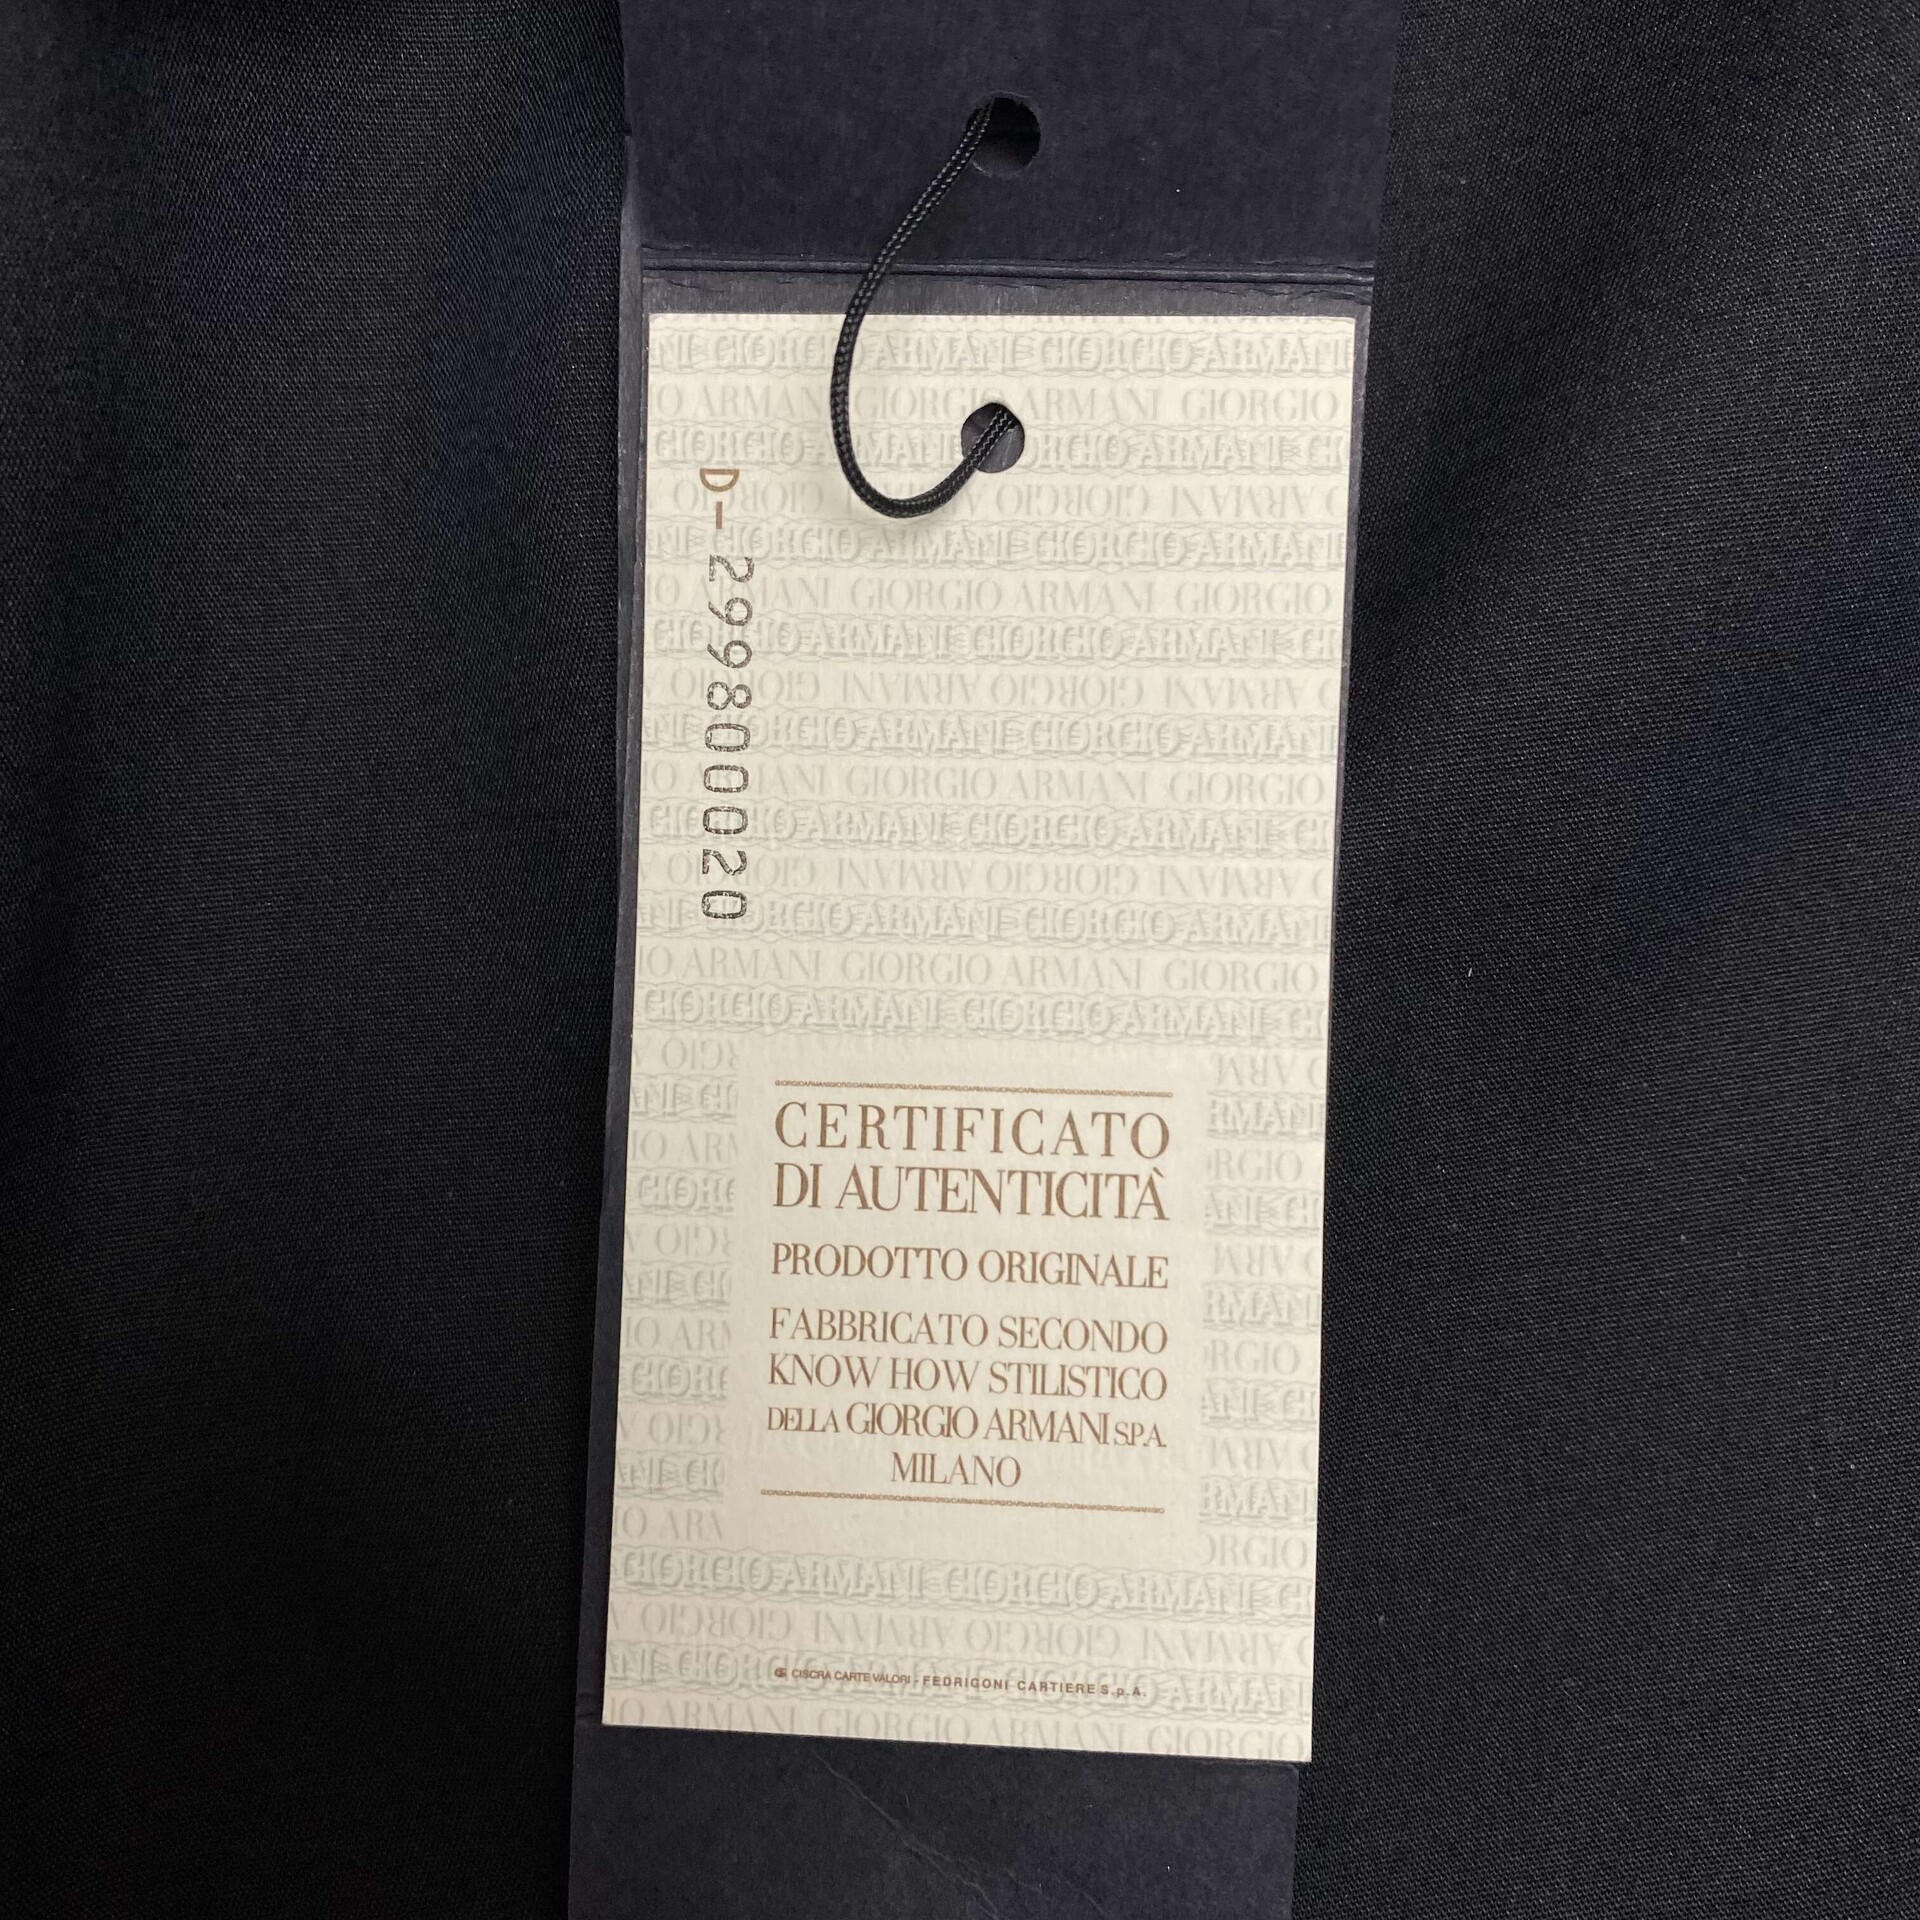 D-299800020
CERTIFICATO
DI AUTENTICITÀ
PRODOTTO ORIGINALE
FABBRICATO SECONDO
KNOW HOW STILISTICO
DELLA GIORGIO ARMANI S.P.A.
MILANO
CISCRA CARTE VALORI - FEDRIGONI CARTIERE S.p.A.